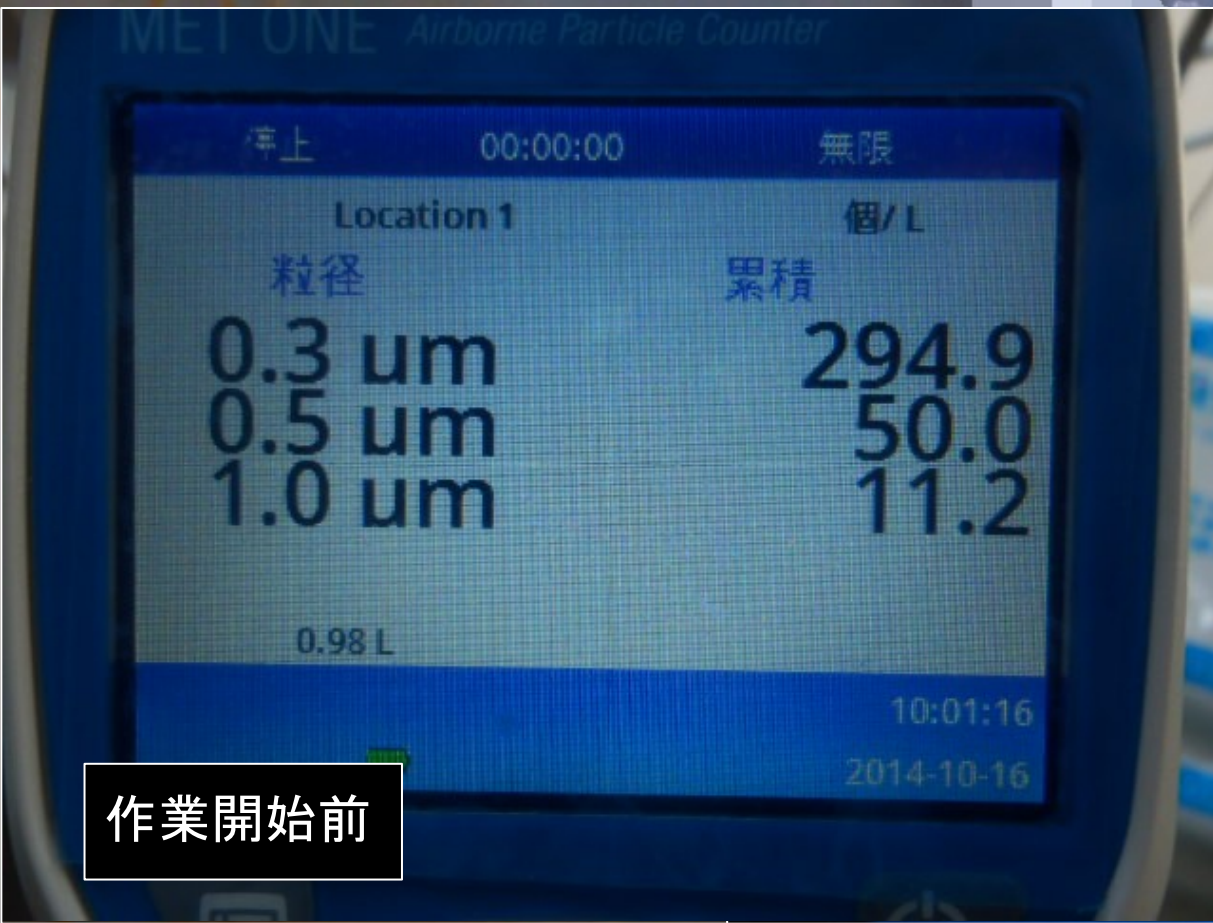 MET ONE Airborne Particle Counter
停止 00:00:00 無限
Location 1 個/ L
粒径 累積
0.3 um 294.9
0.5 um 50.0
1.0 um 11.2
0.98 L
10:01:16
2014-10-16
作業開始前